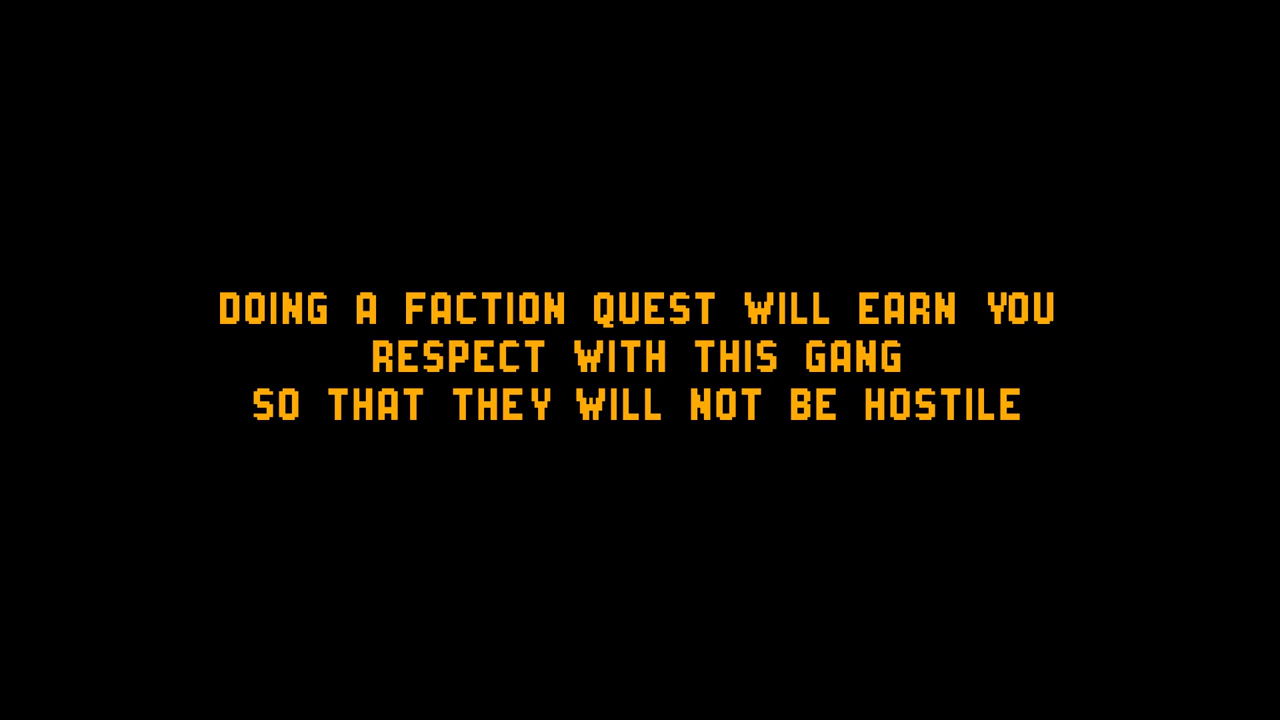 DOING A FACTION QUEST WILL EARN YOU
RESPECT WITH THIS GANG
SO THAT THEY WILL NOT BE HOSTILE